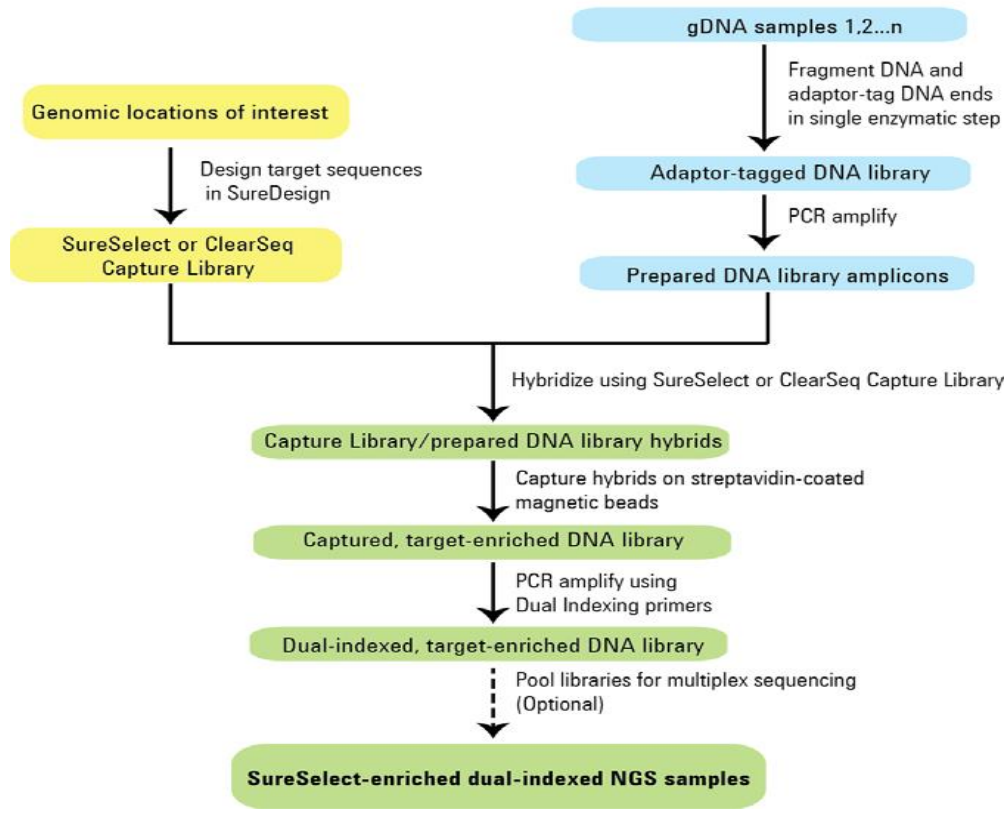 gDNA samples 1,2...n
Fragment DNA and
adaptor-tag DNA ends
in single enzymatic step
Genomic locations of interest
Design target sequences
in SureDesign
Adaptor-tagged DNA library
PCR amplify
SureSelect or ClearSeq
Capture Library
Prepared DNA library amplicons
Hybridize using SureSelect or ClearSeq Capture Library
Capture Library/prepared DNA library hybrids
Capture hybrids on streptavidin-coated
magnetic beads
Captured, target-enriched DNA library
PCR amplify using
Dual Indexing primers
Dual-indexed, target-enriched DNA library
Pool libraries for multiplex sequencing
(Optional)
SureSelect-enriched dual-indexed NGS samples